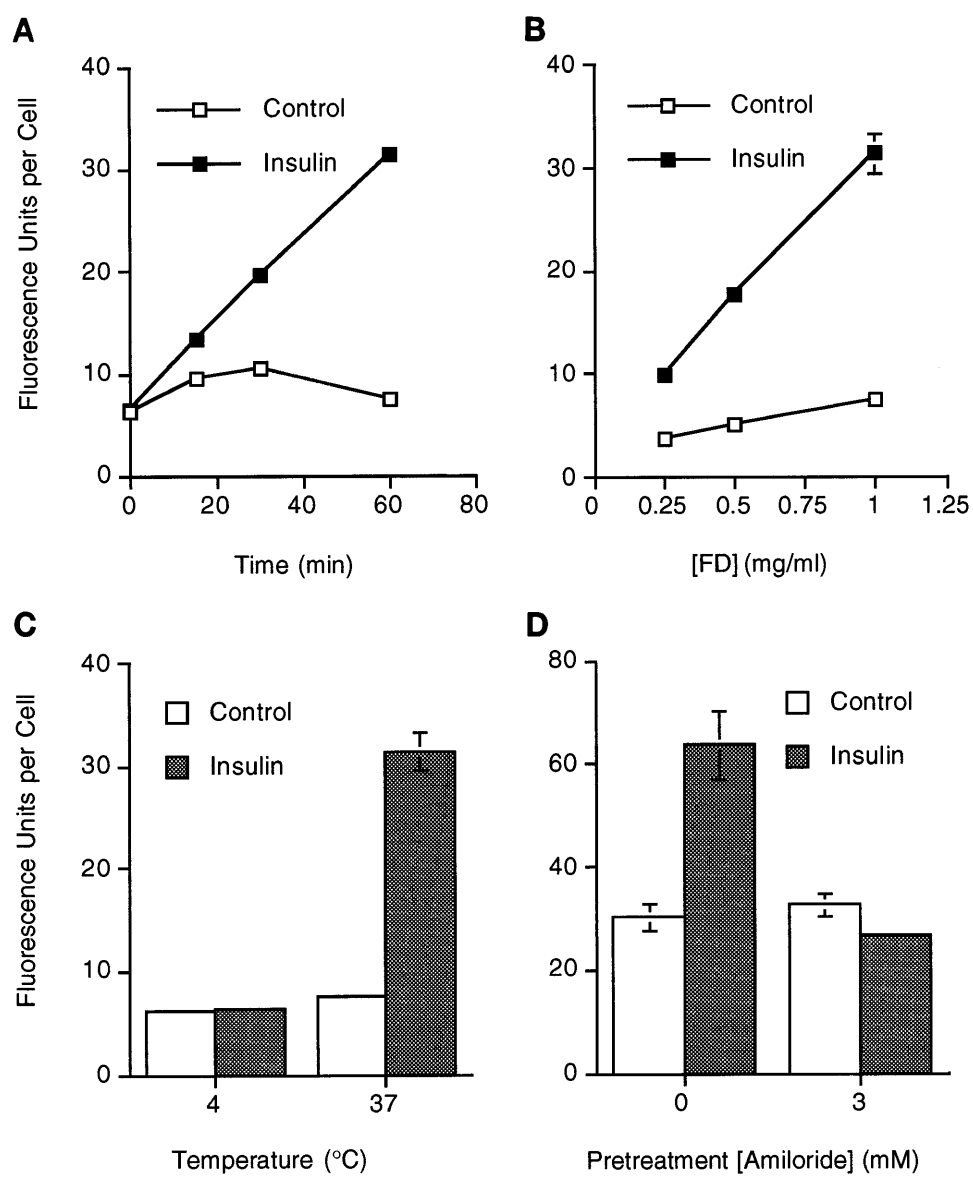 A
Fluorescence Units per Cell
40
30
20
10
0
Control
Insulin
0 20 40 60 80
Time (min)
B
40
30
20
10
0
Control
Insulin
0 0.25 0.5 0.75 1 1.25
[FD] (mg/ml)
C
Fluorescence Units per Cell
40
30
20
10
0
Control
Insulin
4 37
Temperature (°C)
D
80
60
40
20
0
Control
Insulin
0 3
Pretreatment [Amiloride] (mM)